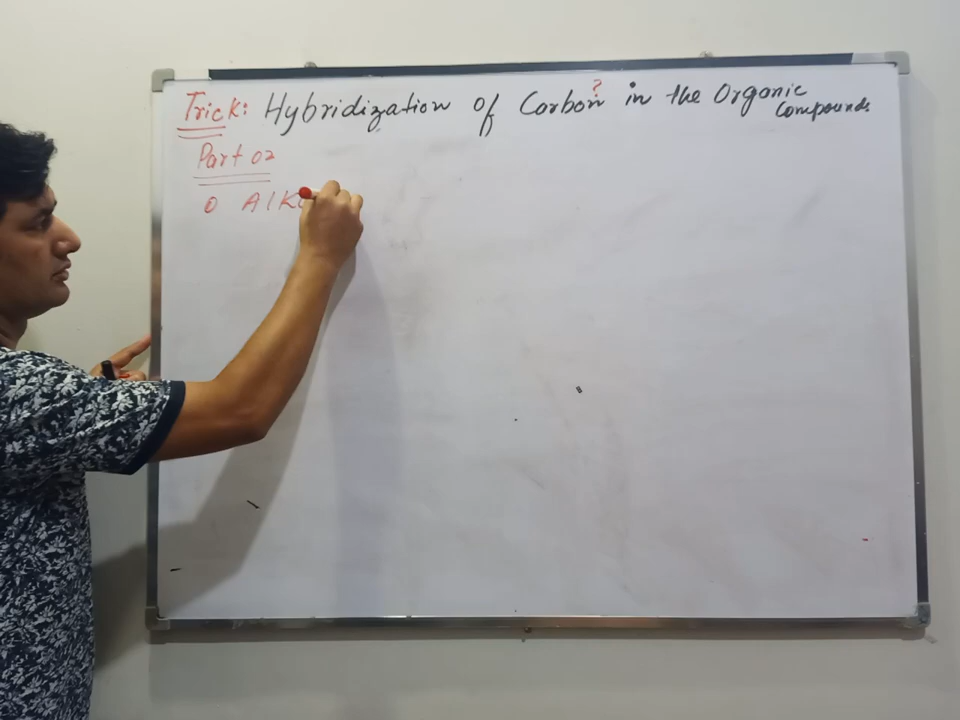 Trick: Hybridization of Carbon? in the Organic Compounds
Part 02
0 Alk